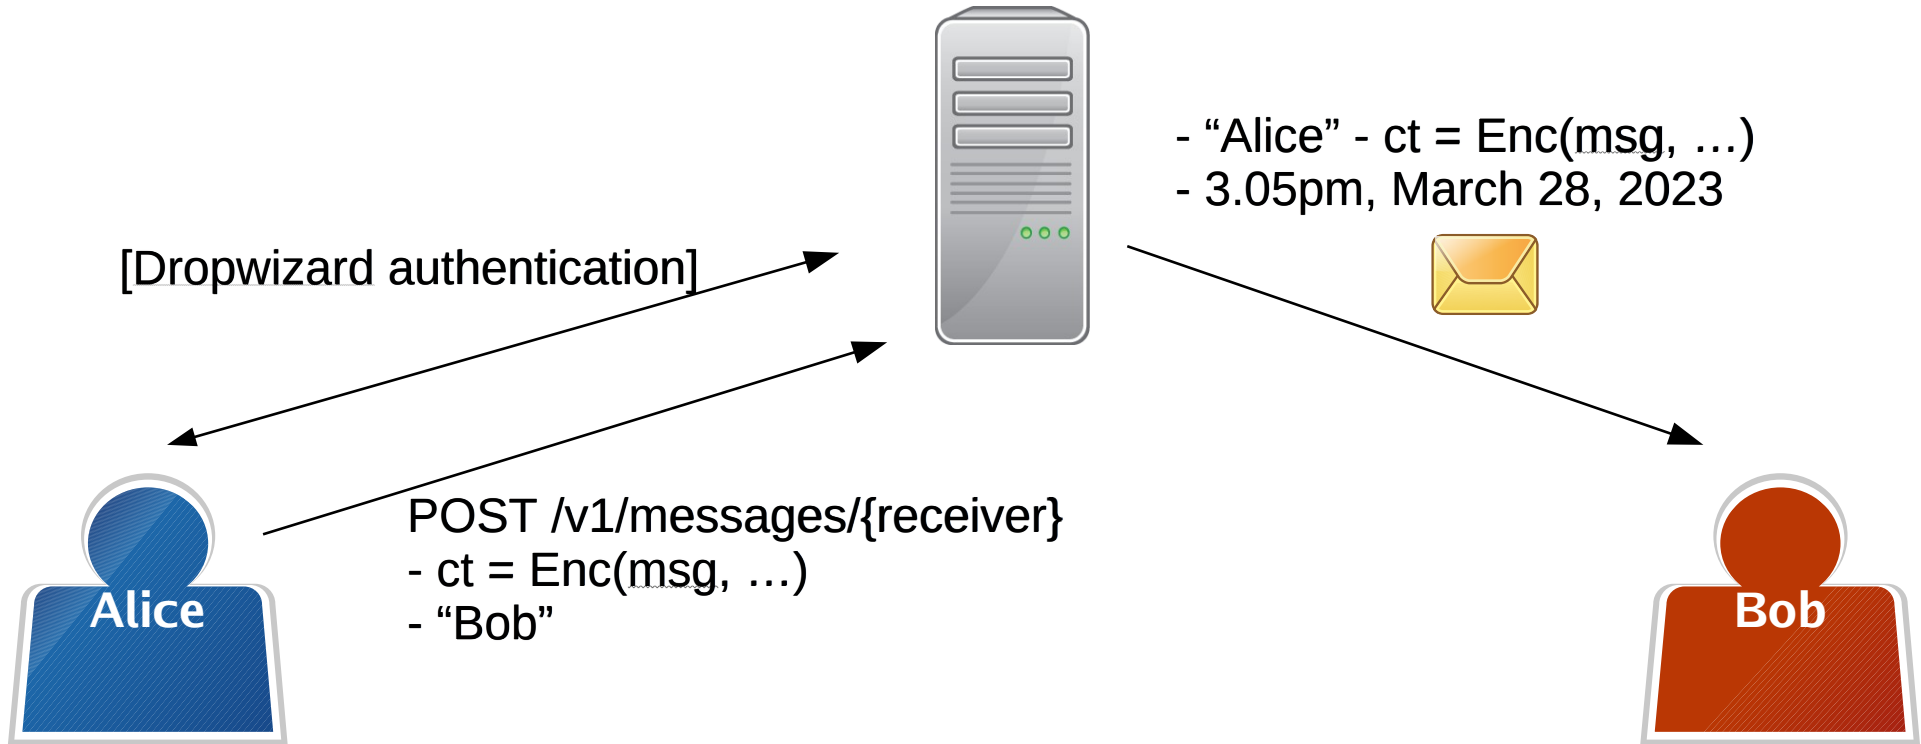 - “Alice” - ct = Enc(msg, …)
- 3.05pm, March 28, 2023
[Dropwizard authentication]
POST /v1/messages/{receiver}
- ct = Enc(msg, …)
- “Bob”
Alice
Bob